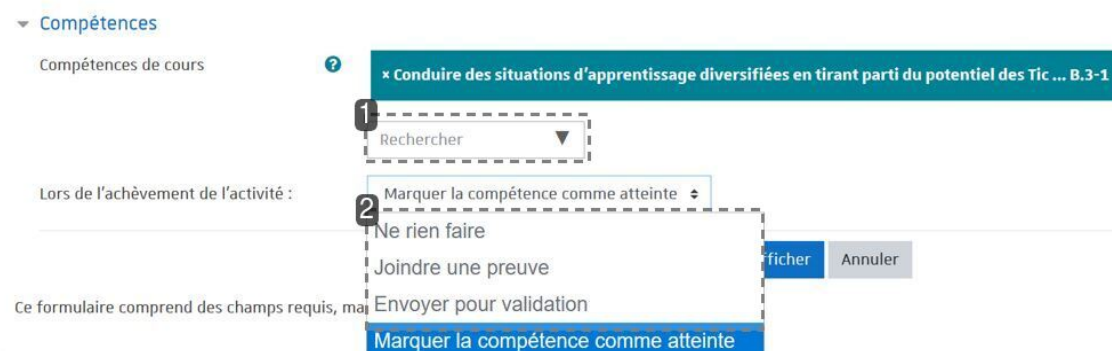 Compétences
Compétences de cours
× Conduire des situations d'apprentissage diversifiées en tirant parti du potentiel des Tic ... B.3-1
1
Rechercher ▼
Lors de l'achèvement de l'activité :
Marquer la compétence comme atteinte
2
Ne rien faire
Joindre une preuve
fficher Annuler
Ce formulaire comprend des champs requis, ma
Envoyer pour validation
Marquer la compétence comme atteinte